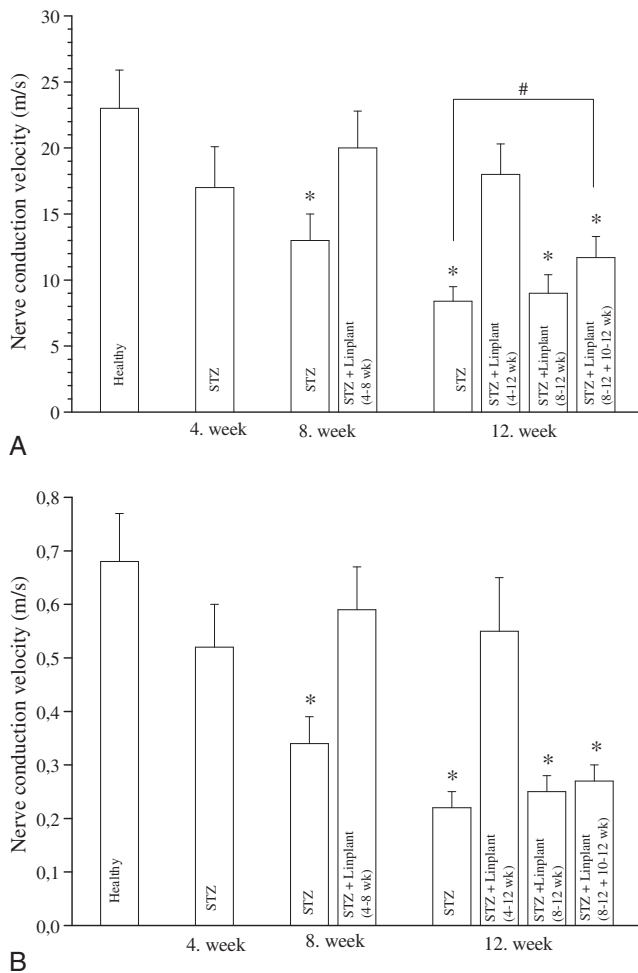 30
25
20
15
10
5
0
Nerve conduction velocity (m/s)
Healthy
STZ
*
STZ
STZ + Linplant
(4-8 wk)
#
*
STZ
STZ + Linplant
(4-12 wk)
*
STZ +Linplant
(8-12 wk)
*
STZ + Linplant
(8-12 + 10-12 wk)
4. week
8. week
12. week
A
0,8
0,7
0,6
0,5
0,4
0,3
0,2
0,1
0,0
Nerve conduction velocity (m/s)
Healthy
STZ
*
STZ
STZ + Linplant
(4-8 wk)
*
STZ
STZ + Linplant
(4-12 wk)
*
STZ +Linplant
(8-12 wk)
*
STZ + Linplant
(8-12 + 10-12 wk)
4. week
8. week
12. week
B